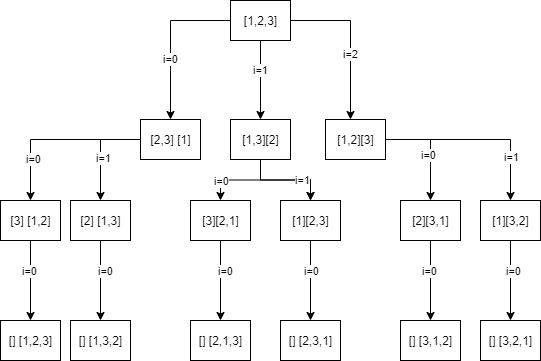 [1,2,3]
i=0
i=1
i=2
[2,3] [1]
[1,3][2]
[1,2][3]
i=0
i=1
i=0
i=1
i=0
i=1
[3] [1,2]
[2] [1,3]
[3][2,1]
[1][2,3]
[2][3,1]
[1][3,2]
i=0
i=0
i=0
i=0
i=0
i=0
[] [1,2,3]
[] [1,3,2]
[] [2,1,3]
[] [2,3,1]
[] [3,1,2]
[] [3,2,1]